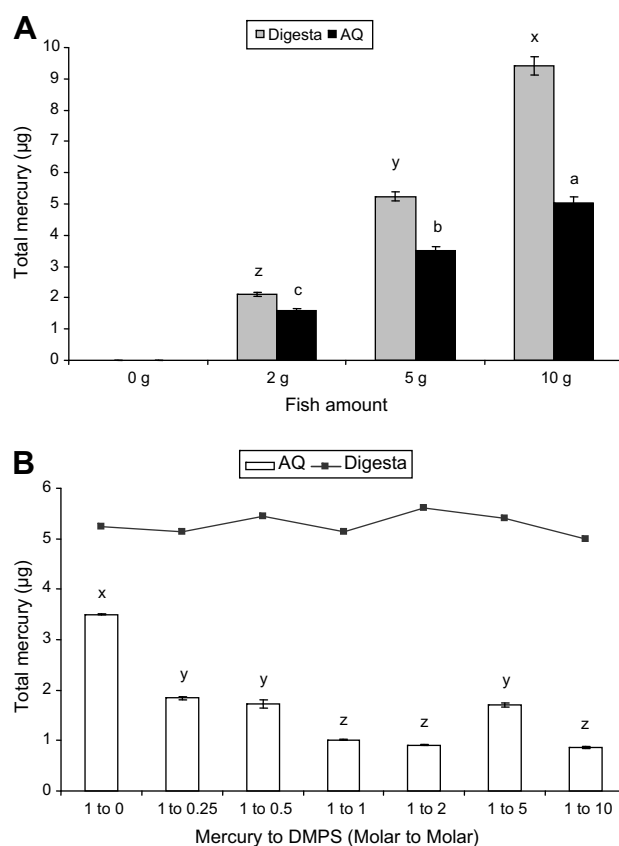 A
Digesta AQ
10
9
8
7
6
5
4
3
2
1
0
Total mercury (µg)
x
y
a
b
z
c
0 g 2 g 5 g 10 g
Fish amount
B
AQ Digesta
6
5
4
3
2
1
0
Total mercury (µg)
x
y y y
z z z
1 to 0 1 to 0.25 1 to 0.5 1 to 1 1 to 2 1 to 5 1 to 10
Mercury to DMPS (Molar to Molar)